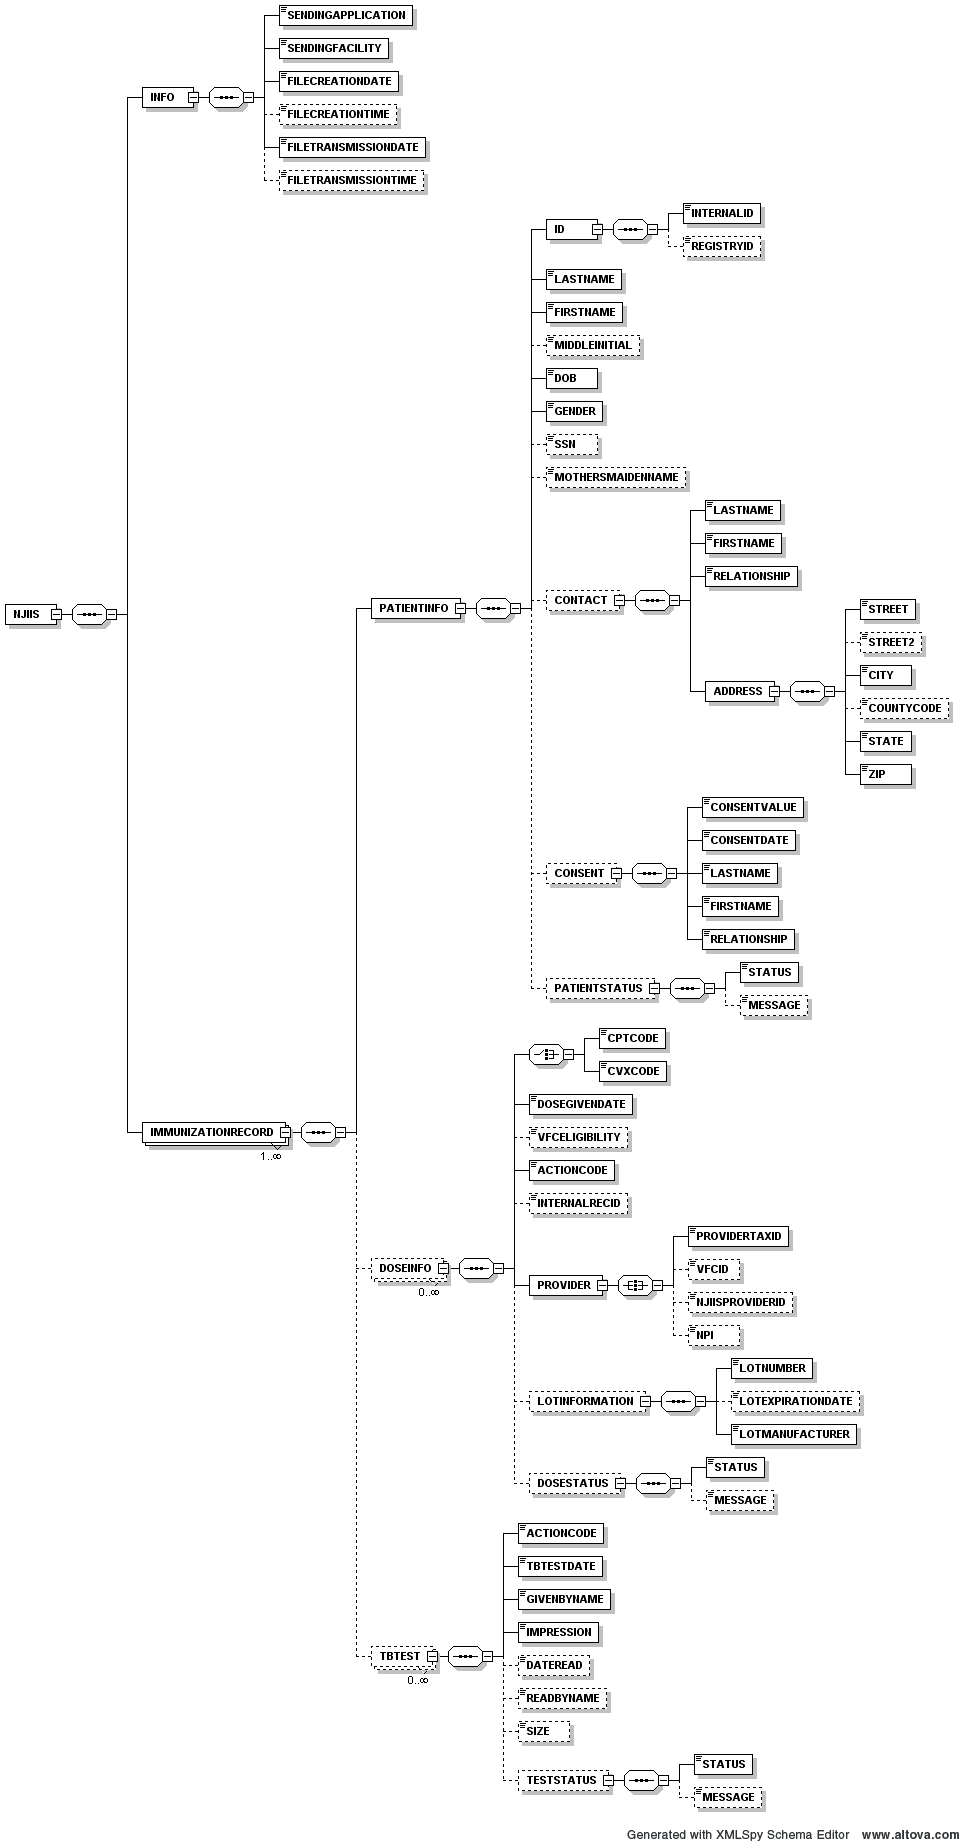 SENDINGAPPLICATION
SENDINGFACILITY
FILECREATIONDATE
INFO
FILECREATIONTIME
FILETRANSMISSIONDATE
FILETRANSMISSIONTIME
INTERNALID
ID
REGISTRYID
LASTNAME
FIRSTNAME
MIDDLEINITIAL
DOB
GENDER
SSN
MOTHERSMAIDENNAME
LASTNAME
FIRSTNAME
RELATIONSHIP
CONTACT
NJIIS
PATIENTINFO
STREET
STREET2
CITY
ADDRESS
COUNTYCODE
STATE
ZIP
CONSENTVALUE
CONSENTDATE
CONSENT
LASTNAME
FIRSTNAME
RELATIONSHIP
STATUS
PATIENTSTATUS
MESSAGE
CPTCODE
CVXCODE
DOSEGIVENDATE
IMMUNIZATIONRECORD
1..∞
VFCELIGIBILITY
ACTIONCODE
INTERNALRECID
PROVIDERTAXID
DOSEINFO
0..∞
VFCID
PROVIDER
NJIISPROVIDERID
NPI
LOTNUMBER
LOTINFORMATION
LOTEXPIRATIONDATE
LOTMANUFACTURER
STATUS
DOSESTATUS
MESSAGE
ACTIONCODE
TBTESTDATE
GIVENBYNAME
IMPRESSION
TBTEST
0..∞
DATEREAD
READBYNAME
SIZE
STATUS
TESTSTATUS
MESSAGE
Generated with XMLSpy Schema Editor www.altova.com